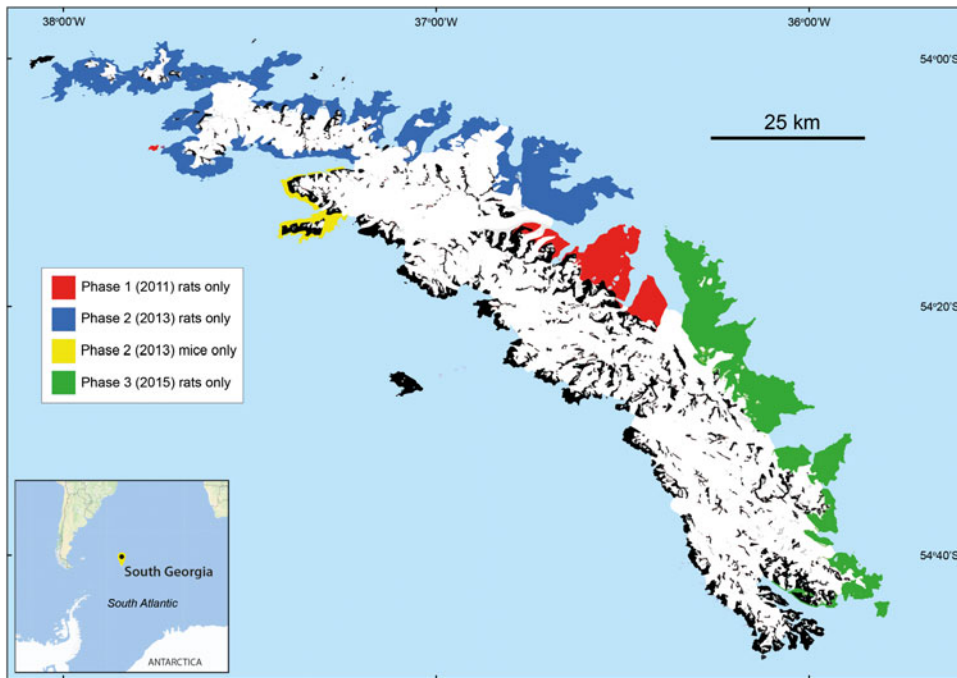 38°00'W
37°00'W
36°00'W
54°00'S
25 km
Phase 1 (2011) rats only
Phase 2 (2013) rats only
Phase 2 (2013) mice only
Phase 3 (2015) rats only
54°20'S
54°40'S
South Georgia
South Atlantic
ANTARCTICA